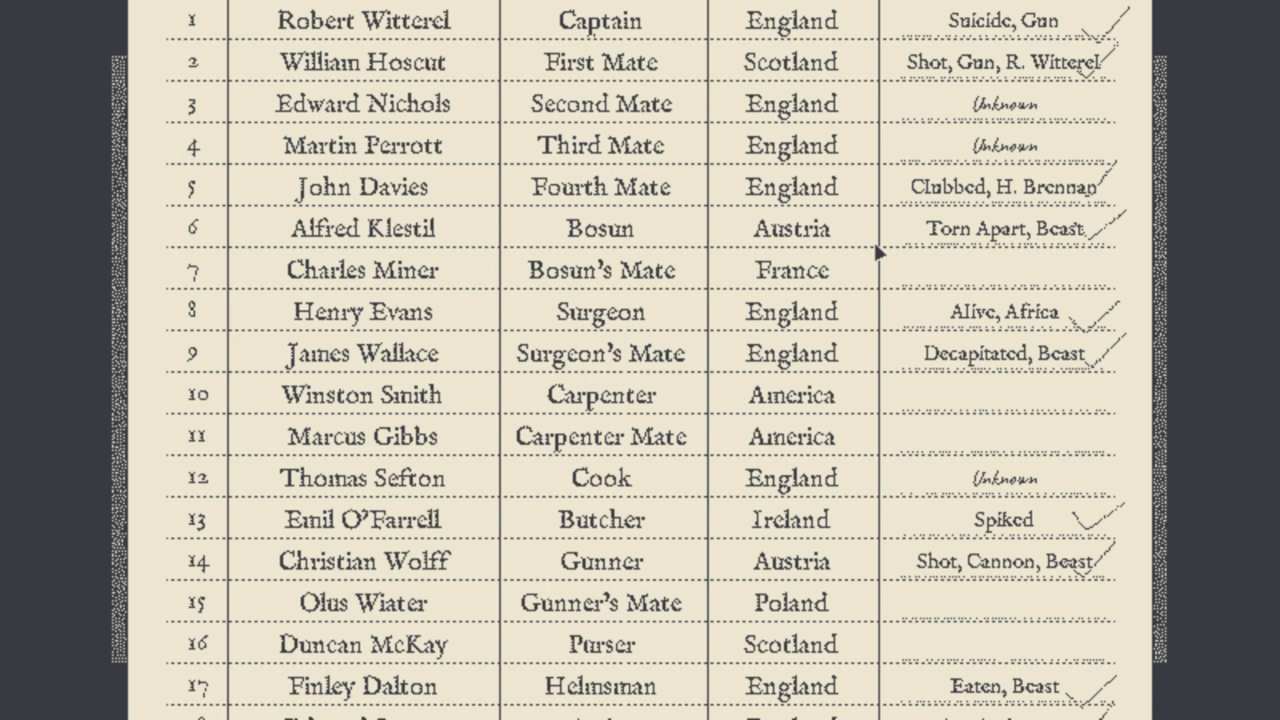 1 Robert Witterel Captain England Suicide, Gun
2 William Hoscut First Mate Scotland Shot, Gun, R. Witterel
3 Edward Nichols Second Mate England Unknown
4 Martin Perrott Third Mate England Unknown
5 John Davies Fourth Mate England Clubbed, H. Brennan
6 Alfred Klestil Bosun Austria Torn Apart, Beast
7 Charles Miner Bosun's Mate France
8 Henry Evans Surgeon England Alive, Africa
9 James Wallace Surgeon's Mate England Decapitated, Beast
10 Winston Smith Carpenter America
11 Marcus Gibbs Carpenter Mate America
12 Thomas Sefton Cook England Unknown
13 Emil O'Farrell Butcher Ireland Spiked
14 Christian Wolff Gunner Austria Shot, Cannon, Beast
15 Olus Wiater Gunner's Mate Poland
16 Duncan McKay Purser Scotland
17 Finley Dalton Helmsman England Eaten, Beast